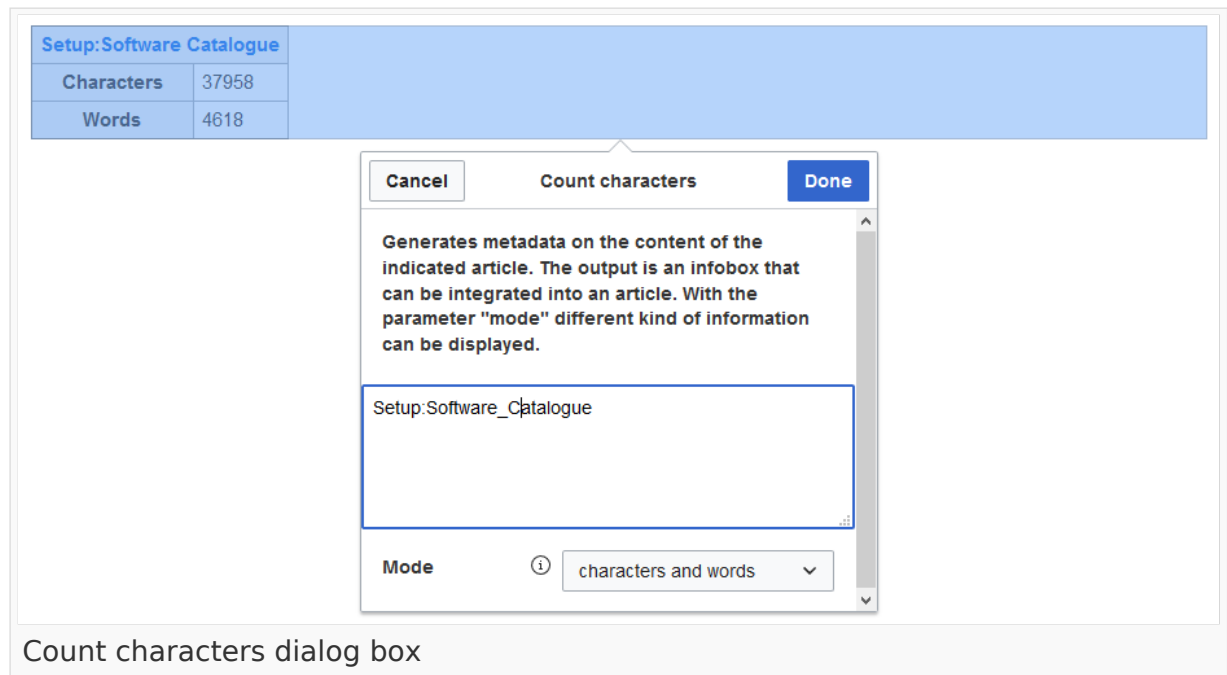 Setup:Software Catalogue
Characters 37958
Words 4618
Cancel Count characters Done
Generates metadata on the content of the
indicated article. The output is an infobox that
can be integrated into an article. With the
parameter "mode" different kind of information
can be displayed.
Setup:Software_Catalogue
Mode characters and words
Count characters dialog box